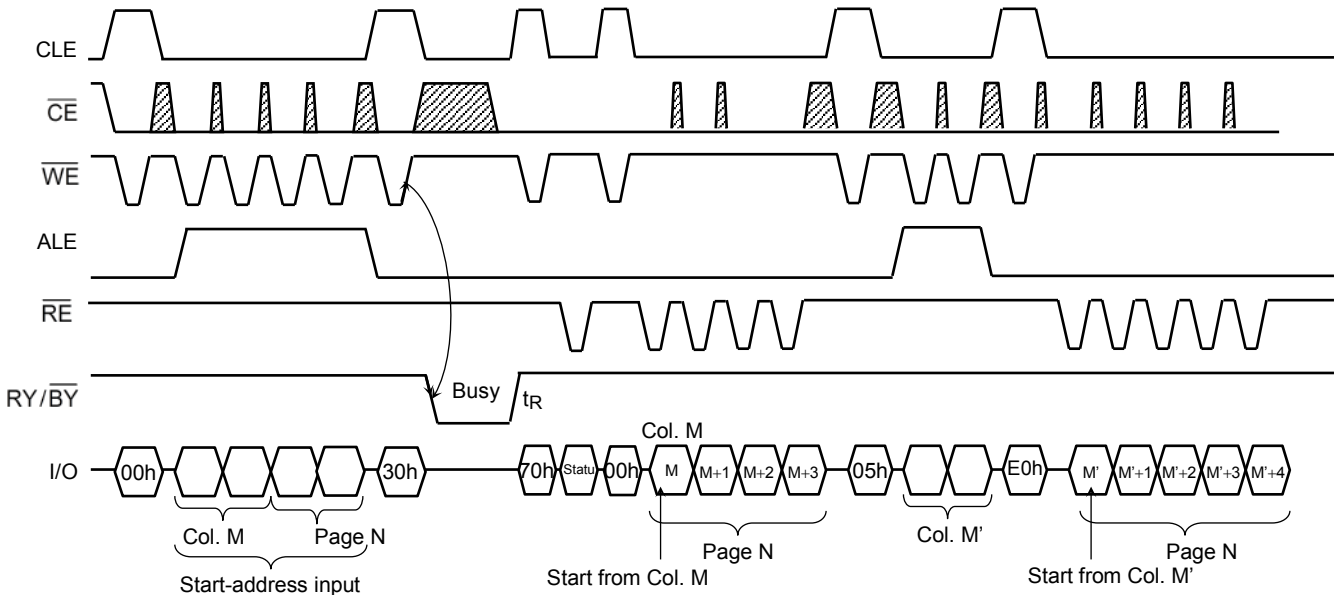 CLE
CE
WE
ALE
RE
RY/BY
Busy
tR
Col. M
I/O
00h
30h
70h
Statu
00h
M
M+1
M+2
M+3
05h
E0h
M'
M'+1
M'+2
M'+3
M'+4
Col. M
Page N
Start-address input
Page N
Start from Col. M
Col. M’
Page N
Start from Col. M’